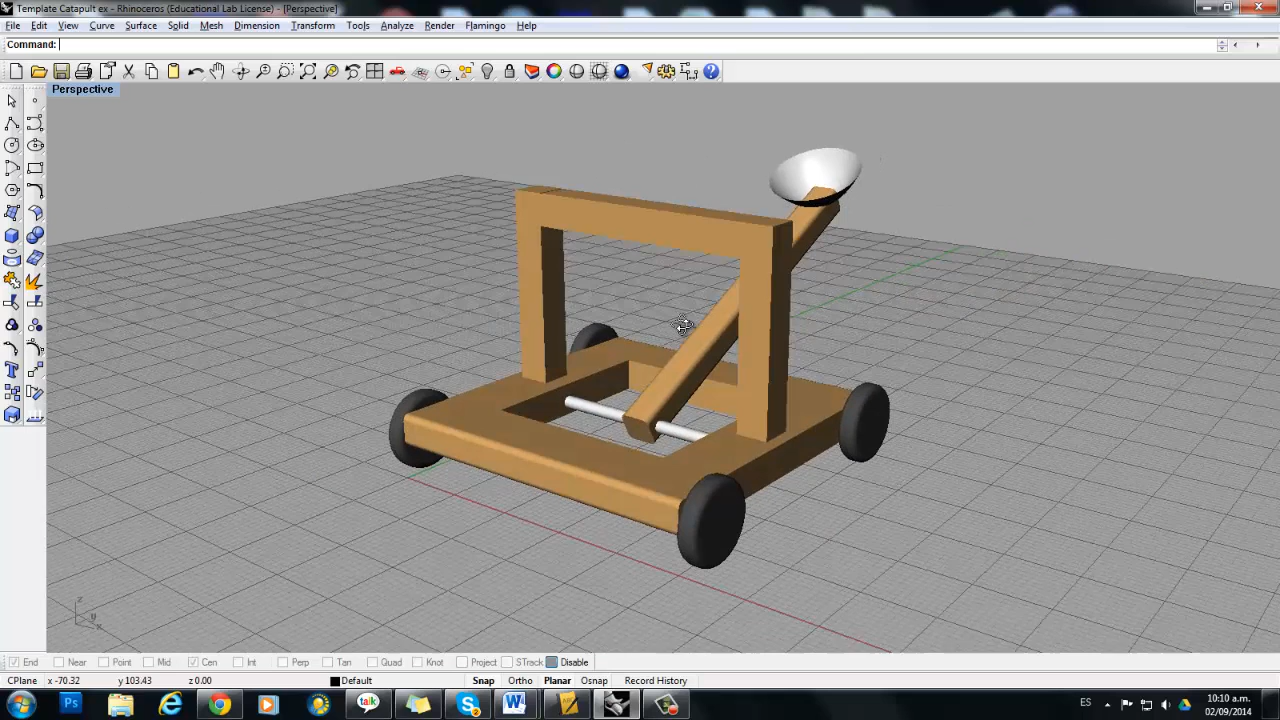 Template Catapult ex - Rhinoceros (Educational Lab License) - [Perspective]
File Edit View Curve Surface Solid Mesh Dimension Transform Tools Analyze Render Flamingo Help
Command:
Perspective
z
y
x
End Near Point Mid Cen Int Perp Tan Quad Knot Project STrack Disable
CPlane x -70.32 y 103.43 z 0.00 Default Snap Ortho Planar Osnap Record History
Ps talk S 2 W ES 10:10 a.m.
02/09/2014